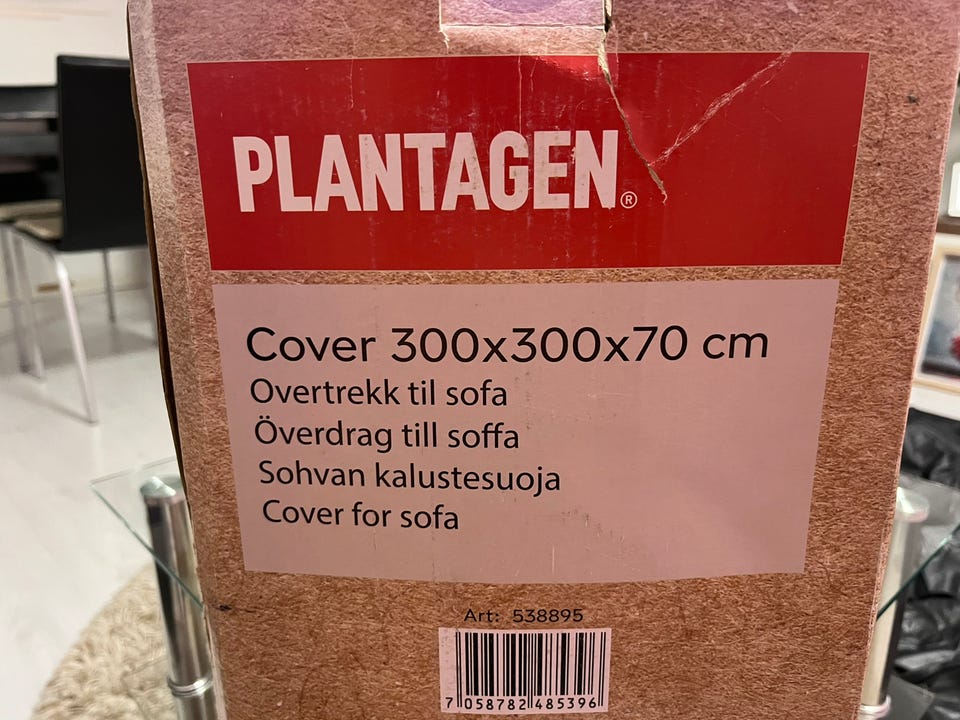 PLANTAGEN®
Cover 300x300x70 cm
Overtrekk til sofa
Överdrag till soffa
Sohvan kalustesuoja
Cover for sofa
Art: 538895
7 058782 485396